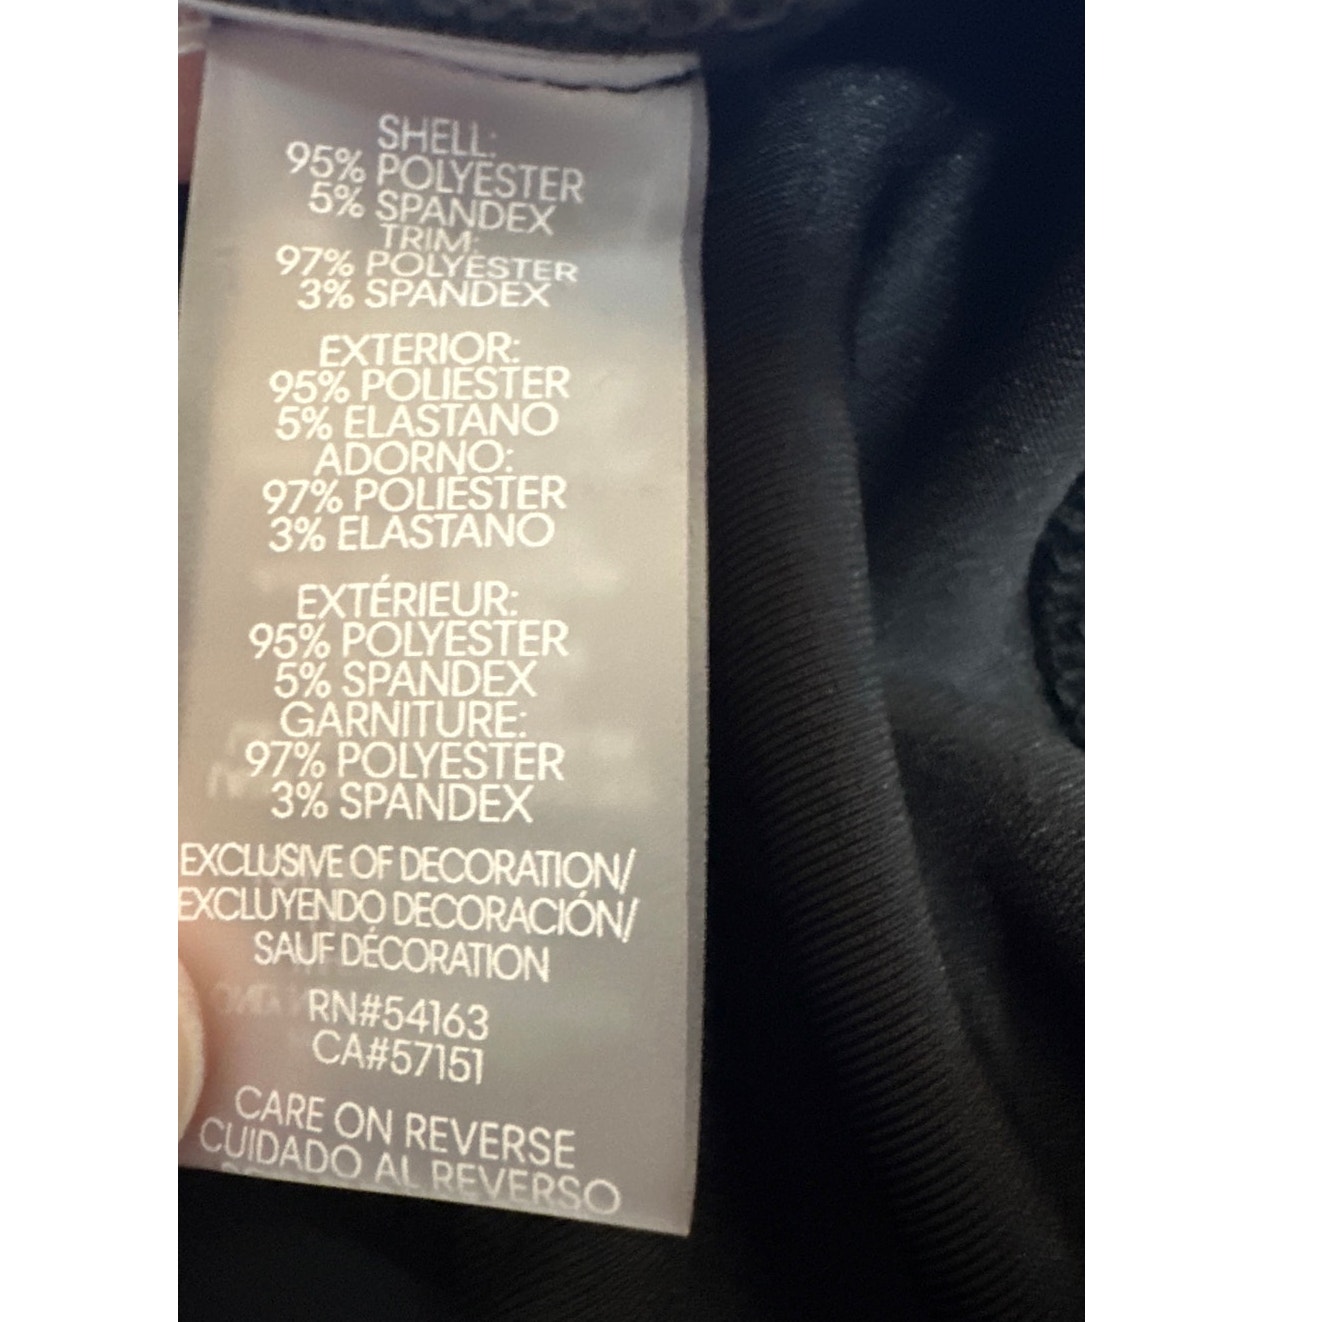 SHELL:
95% POLYESTER
5% SPANDEX
TRIM:
97% POLYESTER
3% SPANDEX
EXTERIOR:
95% POLIESTER
5% ELASTANO
ADORNO:
97% POLIESTER
3% ELASTANO
EXTÉRIEUR:
95% POLYESTER
5% SPANDEX
GARNITURE:
97% POLYESTER
3% SPANDEX
EXCLUSIVE OF DECORATION/
EXCLUYENDO DECORACIÓN/
SAUF DÉCORATION
RN#54163
CA#57151
CARE ON REVERSE
CUIDADO AL REVERSO